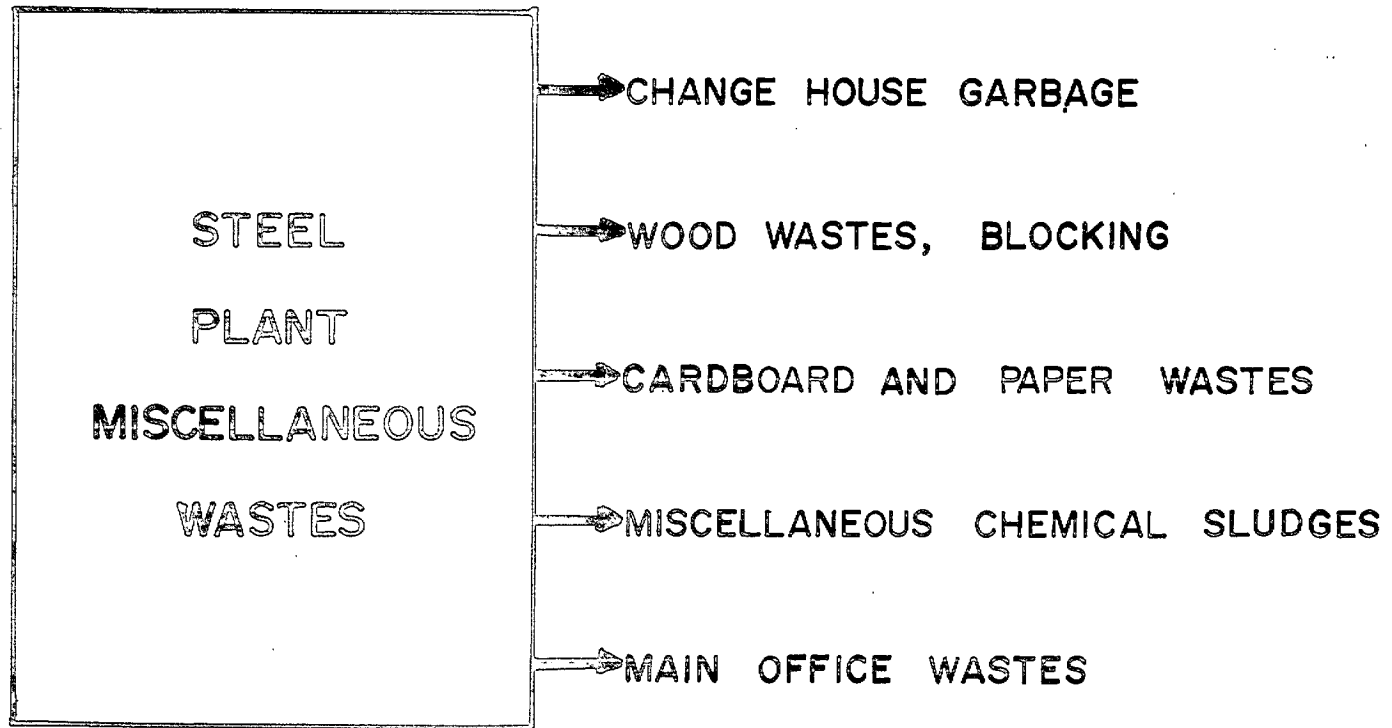 STEEL
PLANT
MISCELLANEOUS
WASTES
CHANGE HOUSE GARBAGE
WOOD WASTES, BLOCKING
CARDBOARD AND PAPER WASTES
MISCELLANEOUS CHEMICAL SLUDGES
MAIN OFFICE WASTES